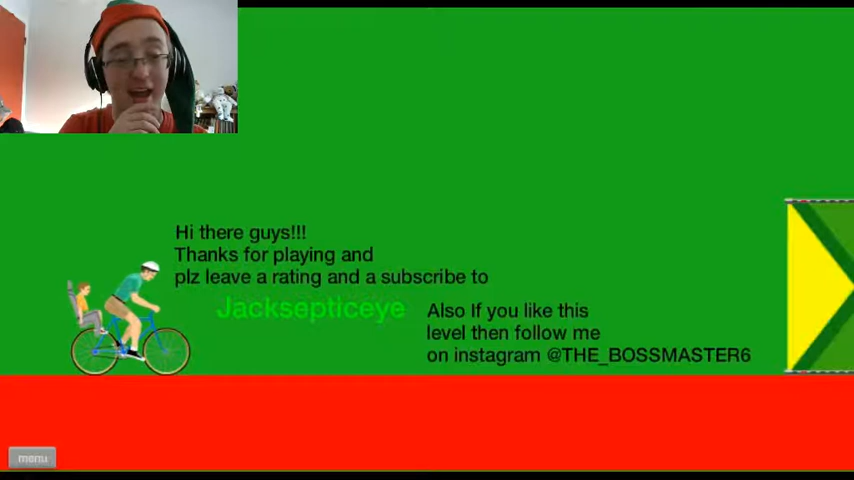 Hi there guys!!!
Thanks for playing and
plz leave a rating and a subscribe to
Jacksepticeye
Also If you like this
level then follow me
on instagram @THE_BOSSMASTER6
menu